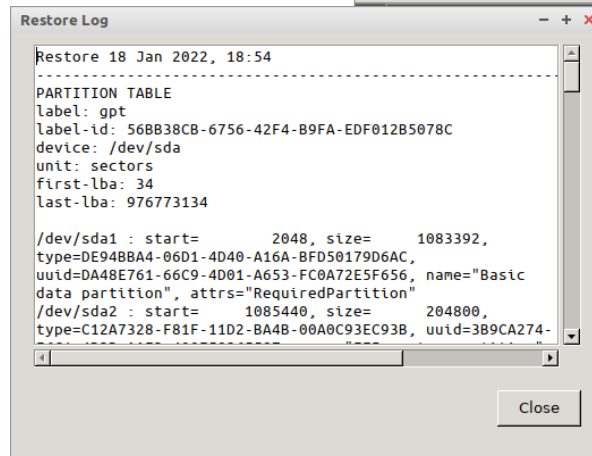 Restore Log
Restore 18 Jan 2022, 18:54
--------------------------------------------------------------
PARTITION TABLE
label: gpt
label-id: 56BB38CB-6756-42F4-B9FA-EDF012B5078C
device: /dev/sda
unit: sectors
first-lba: 34
last-lba: 976773134
/dev/sda1 : start=        2048, size=     1083392,
type=DE94BBA4-06D1-4D40-A16A-BFD50179D6AC,
uuid=DA48E761-66C9-4D01-A653-FC0A72E5F656, name="Basic
data partition", attrs="RequiredPartition"
/dev/sda2 : start=     1085440, size=      204800,
type=C12A7328-F81F-11D2-BA4B-00A0C93EC93B, uuid=3B9CA274-
Close